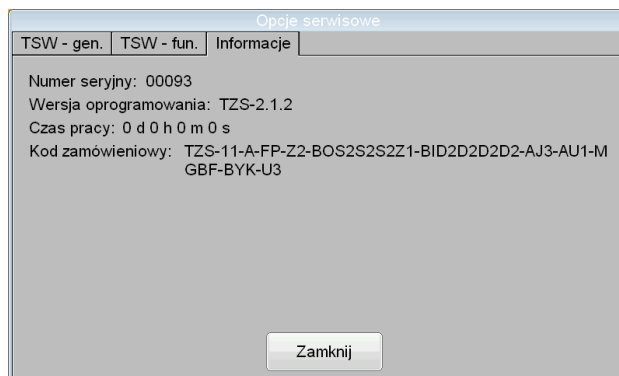 Opcje serwisowe
TSW - gen. TSW - fun. Informacje
Numer seryjny: 00093
Wersja oprogramowania: TZS-2.1.2
Czas pracy: 0 d 0 h 0 m 0 s
Kod zamówieniowy: TZS-11-A-FP-Z2-BOS2S2S2Z1-BID2D2D2D2-AJ3-AU1-M
GBF-BYK-U3
Zamknij